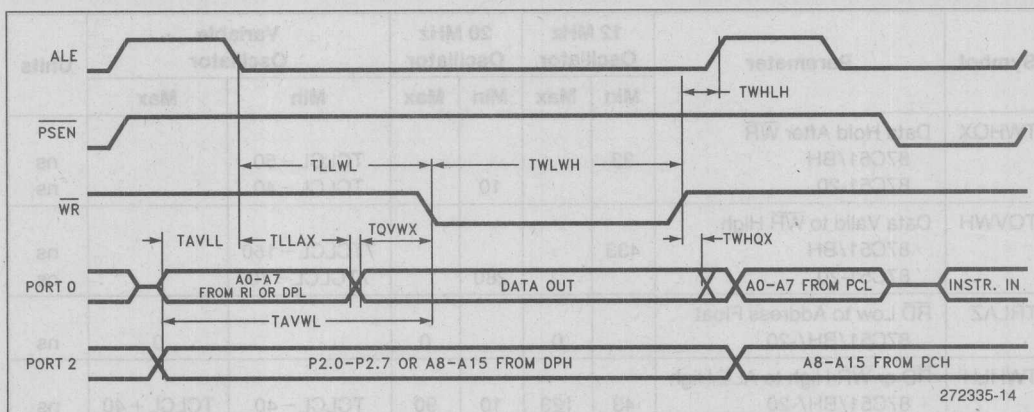 ALE
TWHLH
PSEN
TLLWL
TWLWH
WR
TAVLL
TLLAX
TQVWX
TWHQX
PORT 0
A0-A7
FROM RI OR DPL
DATA OUT
A0-A7 FROM PCL
INSTR. IN
TAVWL
PORT 2
P2.0-P2.7 OR A8-A15 FROM DPH
A8-A15 FROM PCH
272335-14